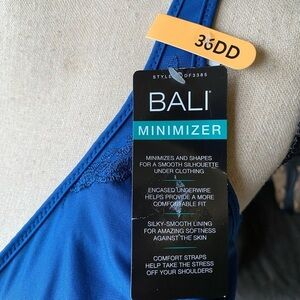 36DD
STYLE OF3385
BALI
MINIMIZER
MINIMIZES AND SHAPES
FOR A SMOOTH SILHOUETTE
UNDER CLOTHING
ENCASED UNDERWIRE
HELPS PROVIDE A MORE
COMFORTABLE FIT
SILKY-SMOOTH LINING
FOR AMAZING SOFTNESS
AGAINST THE SKIN
COMFORT STRAPS
HELP TAKE THE STRESS
OFF YOUR SHOULDERS